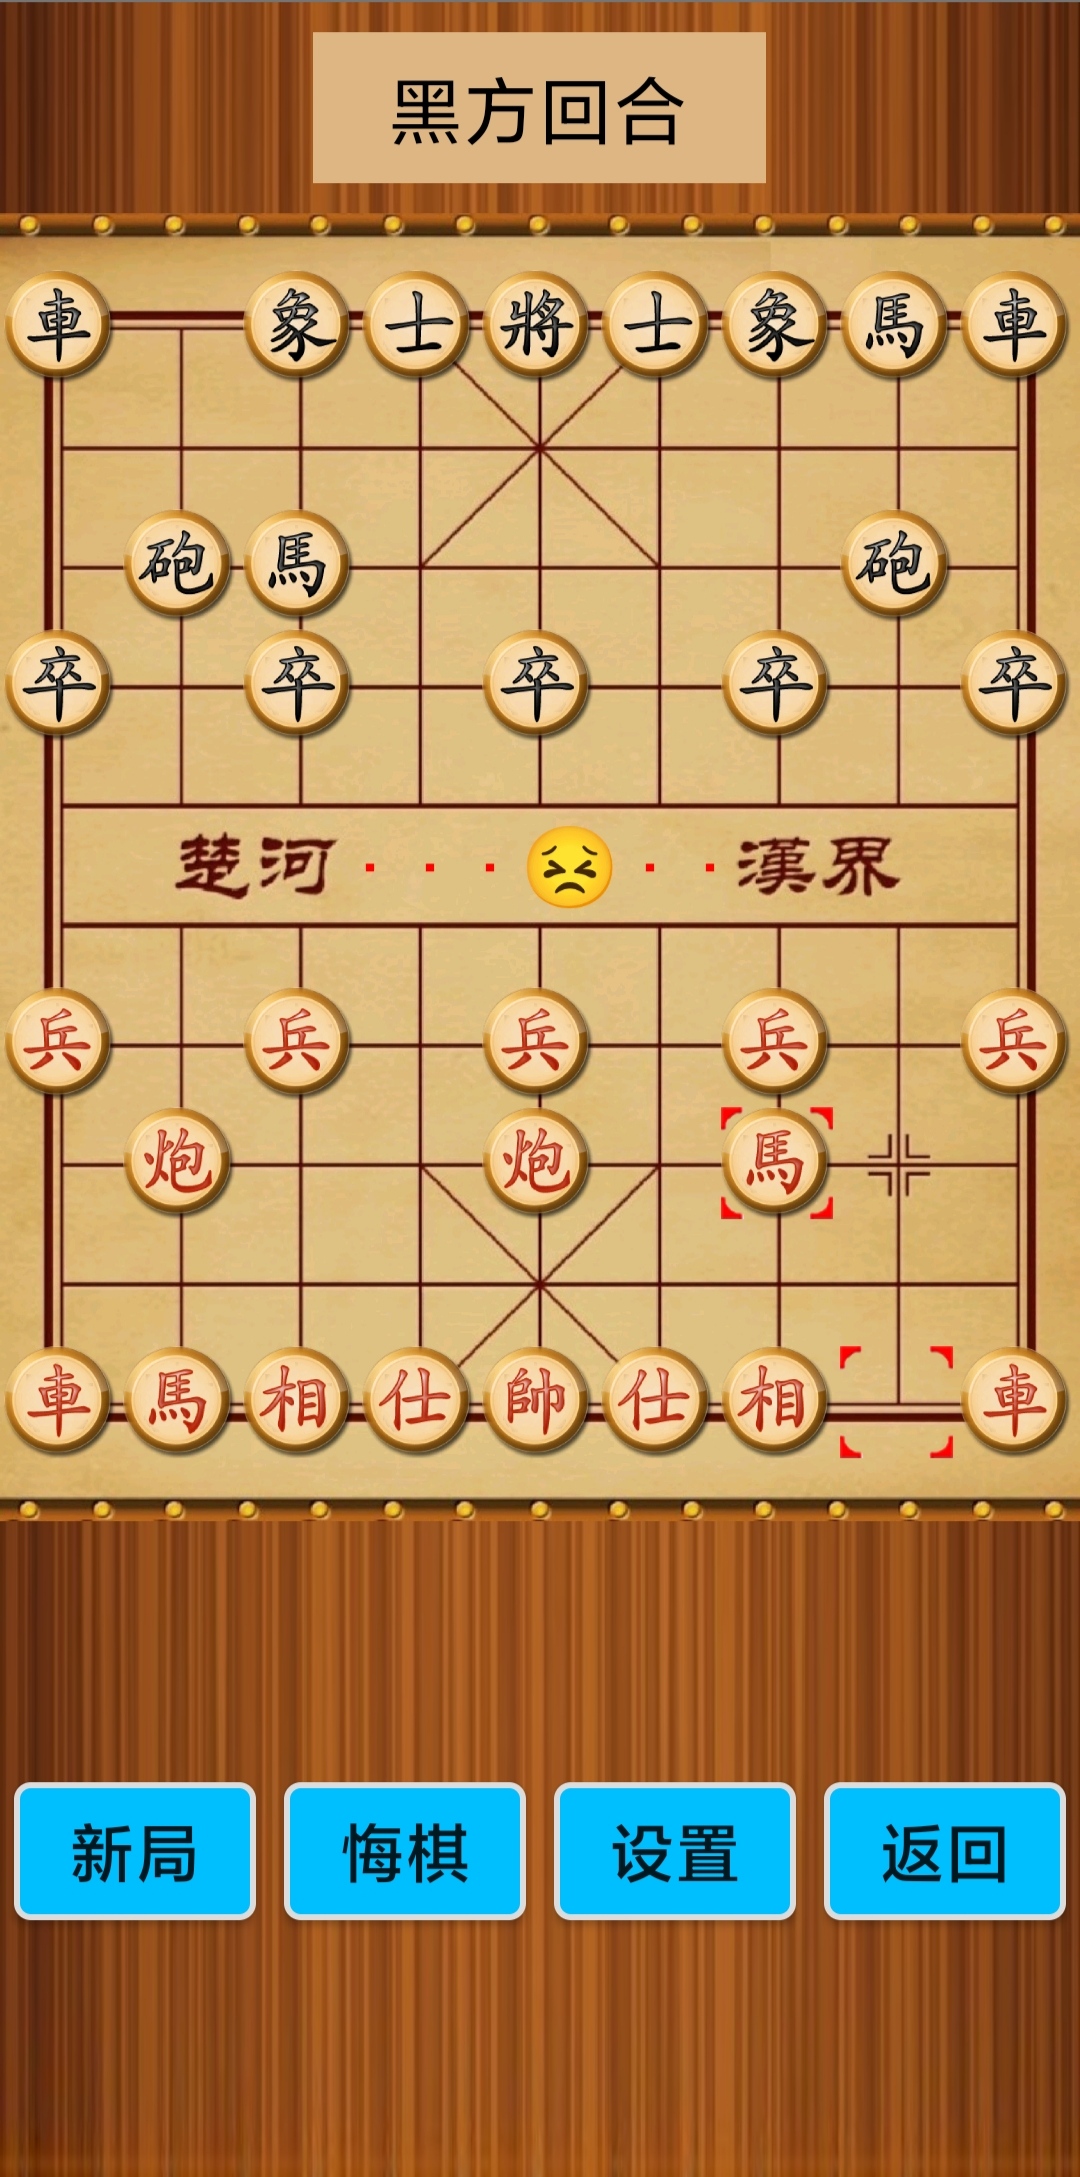 黑方回合
車 象 士 將 士 象 馬 車
砲 馬 砲
卒 卒 卒 卒 卒
楚河 漢界
兵 兵 兵 兵 兵
炮 炮 馬
車 馬 相 仕 帥 仕 相 車
新局 悔棋 设置 返回